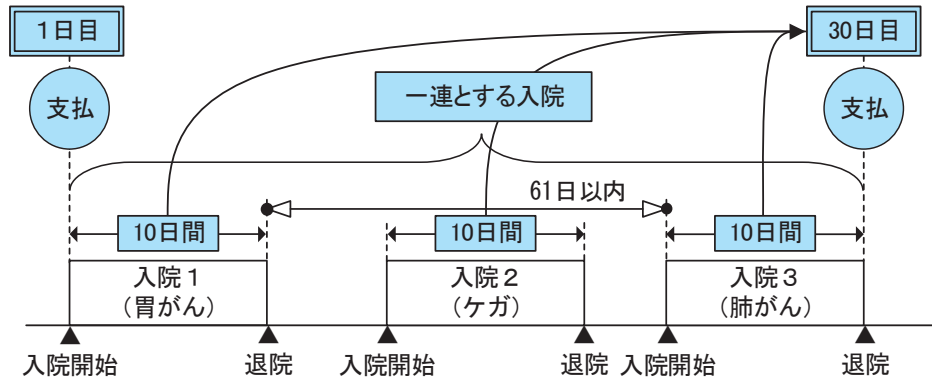 1日目
30日目
支払
一連とする入院
支払
61日以内
10日間
10日間
10日間
入院1
(胃がん)
入院2
(ケガ)
入院3
(肺がん)
入院開始
退院
入院開始
退院
入院開始
退院